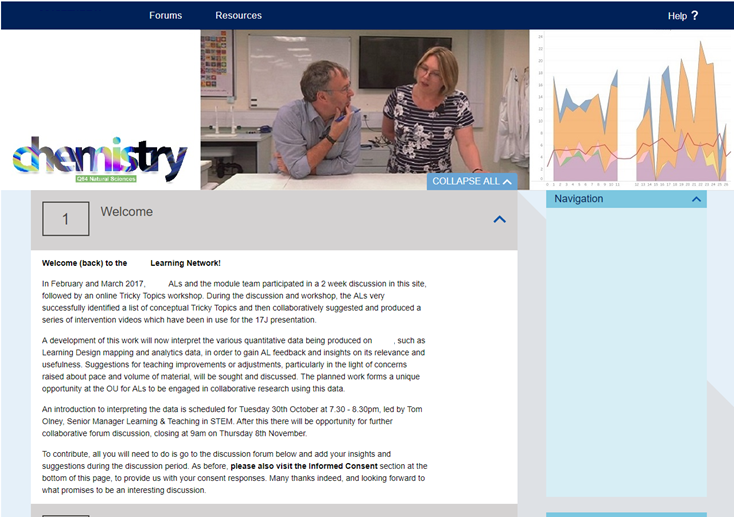 Forums Resources Help ?
chemistry
Q64 Natural Sciences
COLLAPSE ALL
1 Welcome
Navigation
Welcome (back) to the Learning Network!
In February and March 2017, ALs and the module team participated in a 2 week discussion in this site,
followed by an online Tricky Topics workshop. During the discussion and workshop, the ALs very
successfully identified a list of conceptual Tricky Topics and then collaboratively suggested and produced a
series of intervention videos which have been in use for the 17J presentation.
A development of this work will now interpret the various quantitative data being produced on , such as
Learning Design mapping and analytics data, in order to gain AL feedback and insights on its relevance and
usefulness. Suggestions for teaching improvements or adjustments, particularly in the light of concerns
raised about pace and volume of material, will be sought and discussed. The planned work forms a unique
opportunity at the OU for ALs to be engaged in collaborative research using this data.
An introduction to interpreting the data is scheduled for Tuesday 30th October at 7.30 - 8.30pm, led by Tom
Olney, Senior Manager Learning & Teaching in STEM. After this there will be opportunity for further
collaborative forum discussion, closing at 9am on Thursday 8th November.
To contribute, all you will need to do is go to the discussion forum below and add your insights and
suggestions during the discussion period. As before, please also visit the Informed Consent section at the
bottom of this page, to provide us with your consent responses. Many thanks indeed, and looking forward to
what promises to be an interesting discussion.